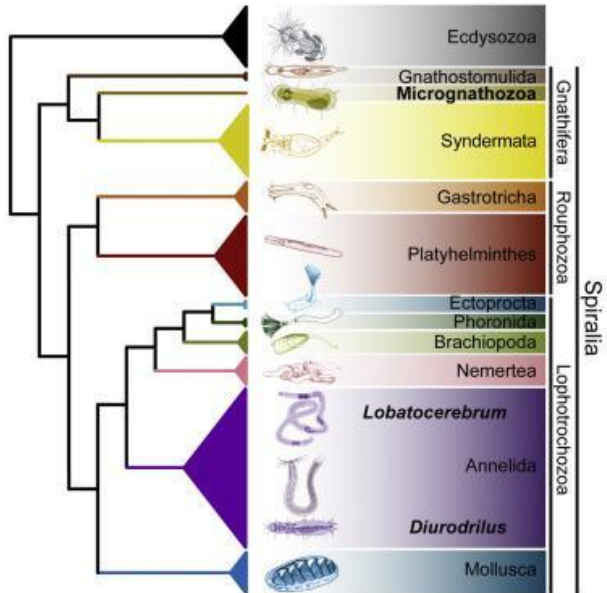 Ecdysozoa
Gnathostomulida
Micrognathozoa
Syndermata
Gastrotricha
Platyhelminthes
Ectoprocta
Phoronida
Brachiopoda
Nemertea
Lobatocerebrum
Annelida
Diurodrilus
Mollusca
Gnathifera
Rouphozoa
Lophotrochozoa
Spiralia